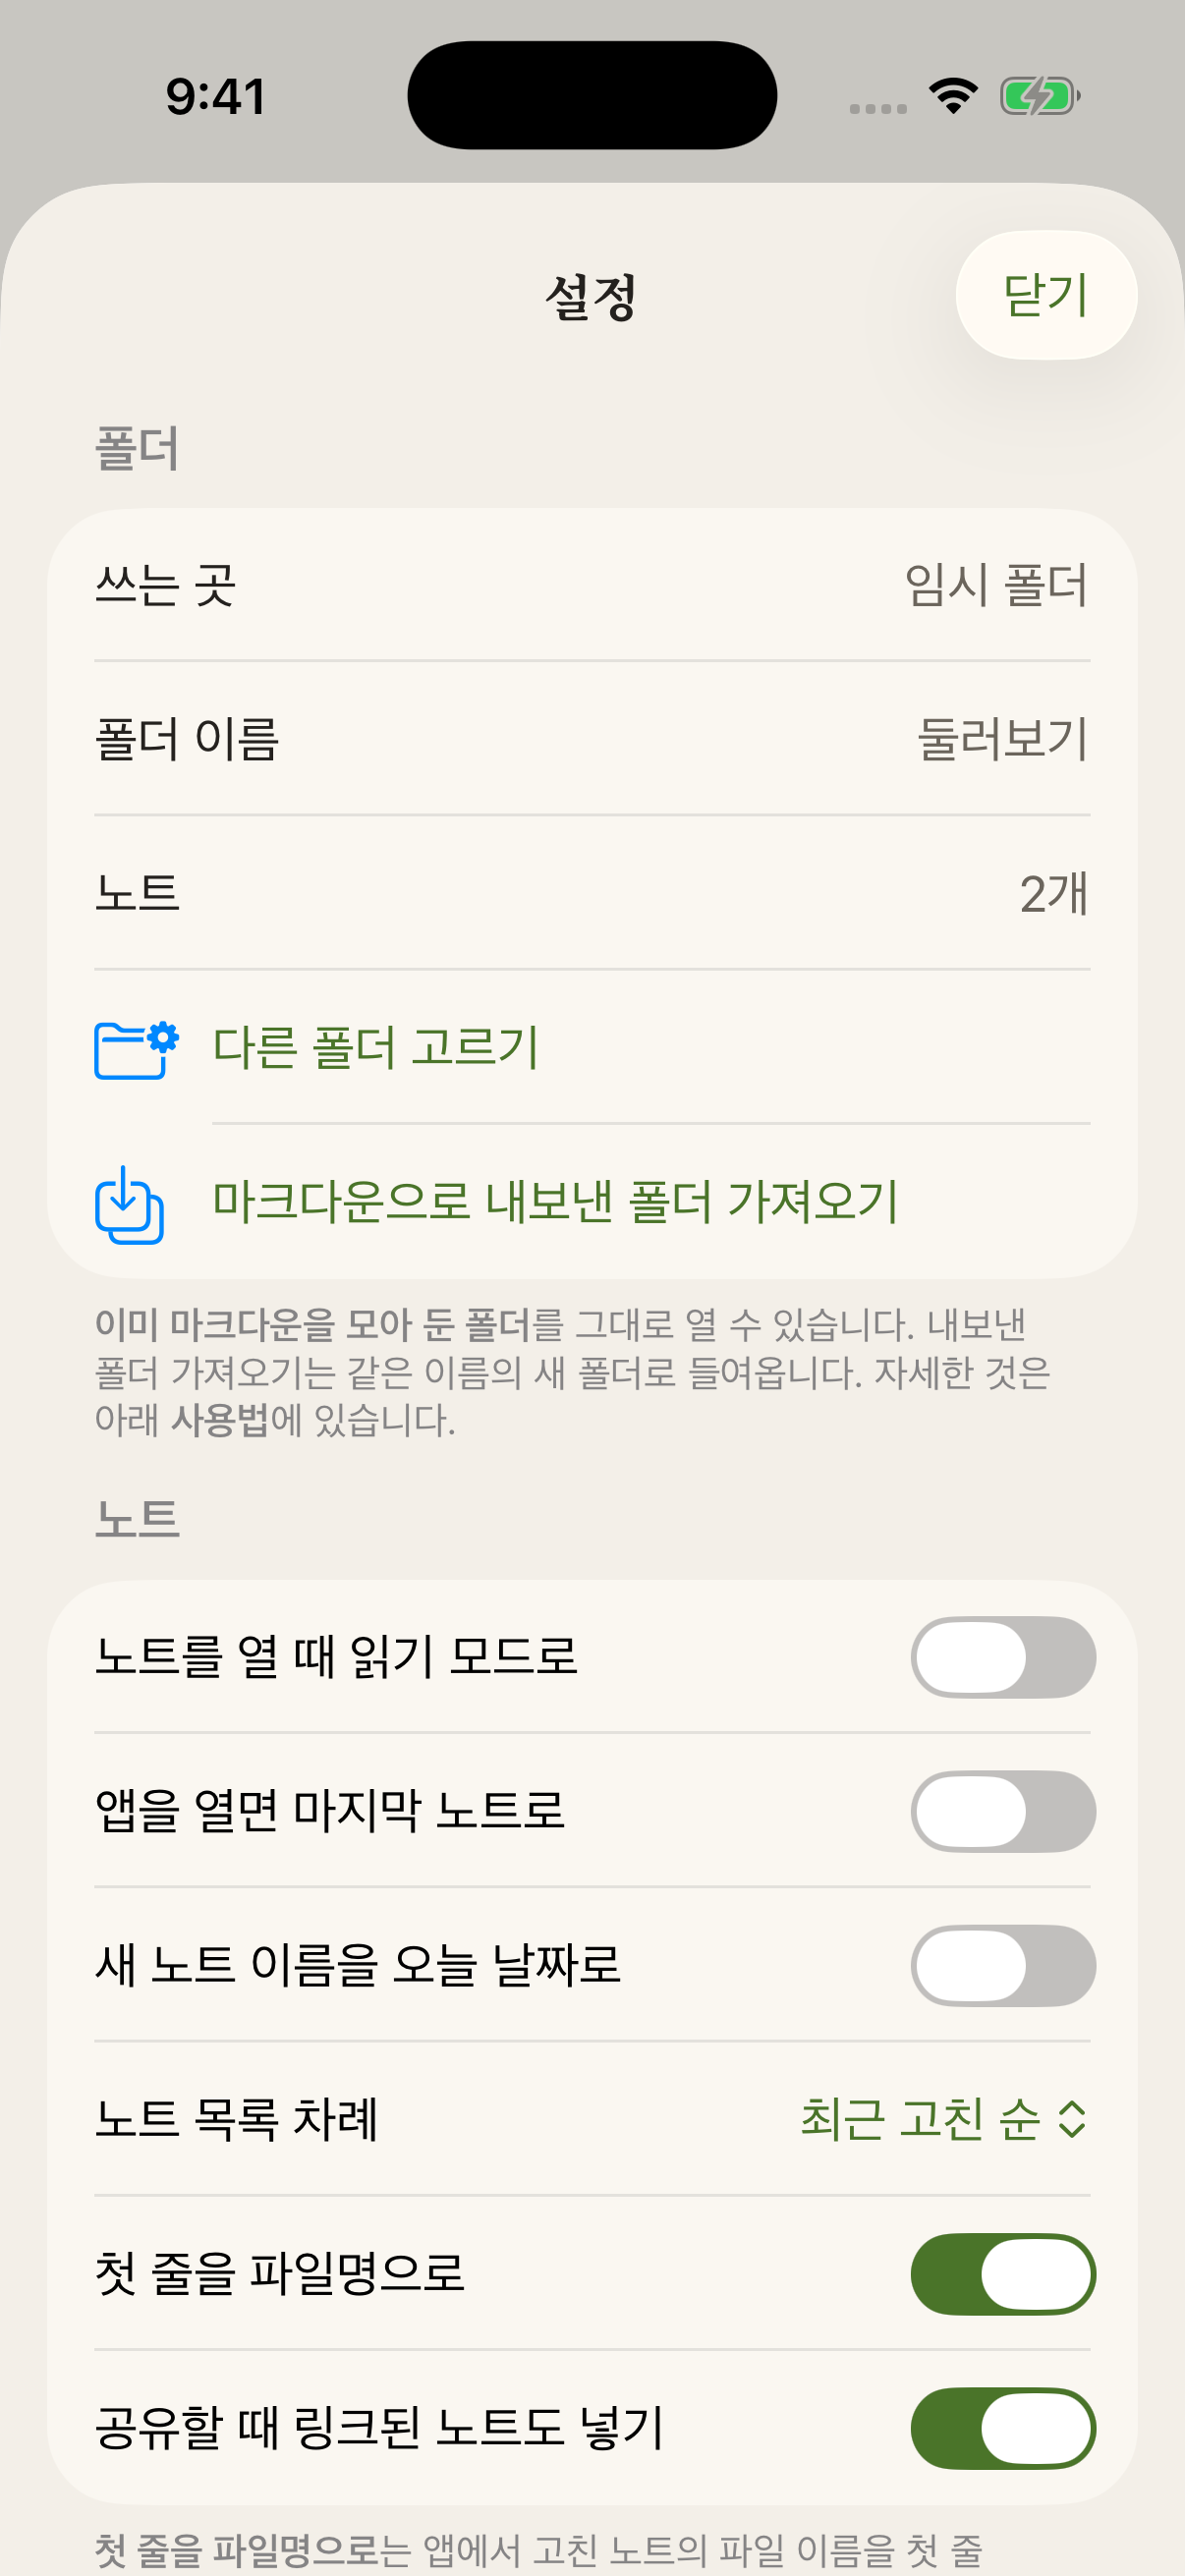 9:41
설정
닫기
폴더
쓰는 곳
임시 폴더
폴더 이름
둘러보기
노트
2개
다른 폴더 고르기
마크다운으로 내보낸 폴더 가져오기
이미 마크다운을 모아 둔 폴더를 그대로 열 수 있습니다. 내보낸
폴더 가져오기는 같은 이름의 새 폴더로 들여옵니다. 자세한 것은
아래 사용법에 있습니다.
노트
노트를 열 때 읽기 모드로
앱을 열면 마지막 노트로
새 노트 이름을 오늘 날짜로
노트 목록 차례
최근 고친 순
첫 줄을 파일명으로
공유할 때 링크된 노트도 넣기
첫 줄을 파일명으로는 앱에서 고친 노트의 파일 이름을 첫 줄